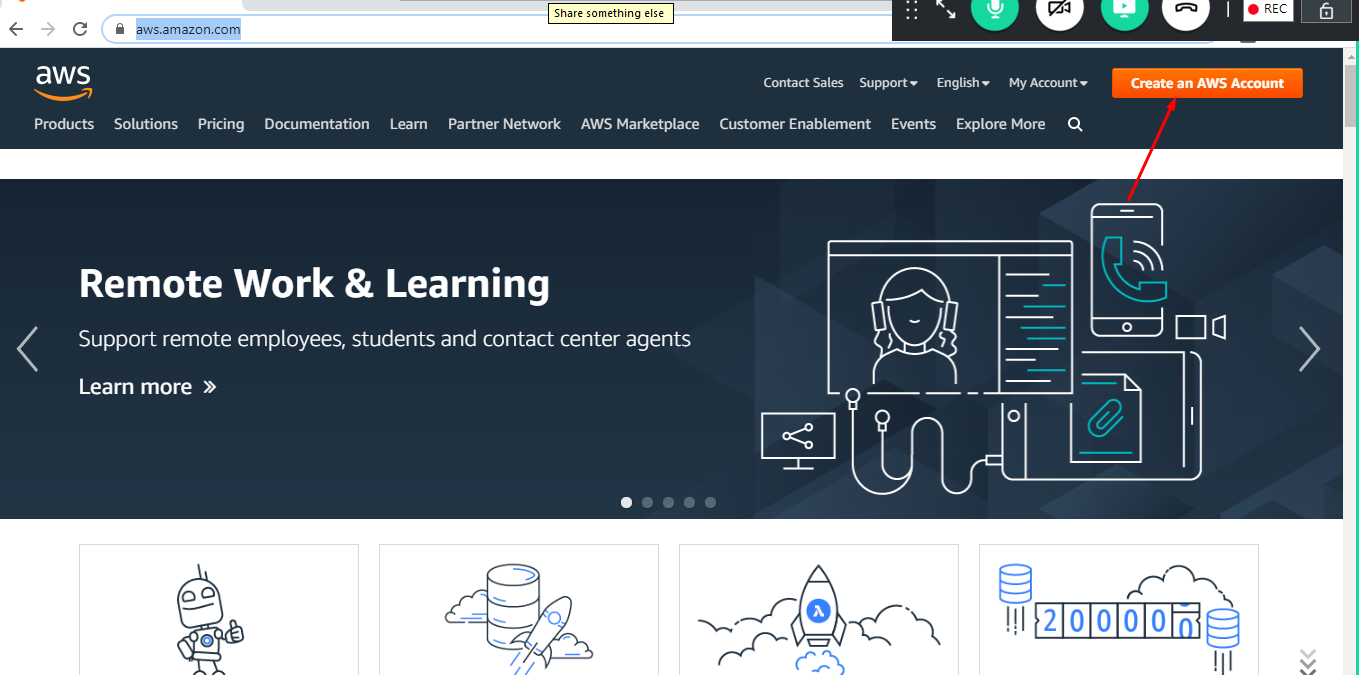 Share something else
REC
aws.amazon.com
aws
Contact Sales Support English My Account Create an AWS Account
Products Solutions Pricing Documentation Learn Partner Network AWS Marketplace Customer Enablement Events Explore More
Remote Work & Learning
Support remote employees, students and contact center agents
Learn more »
λ
200000